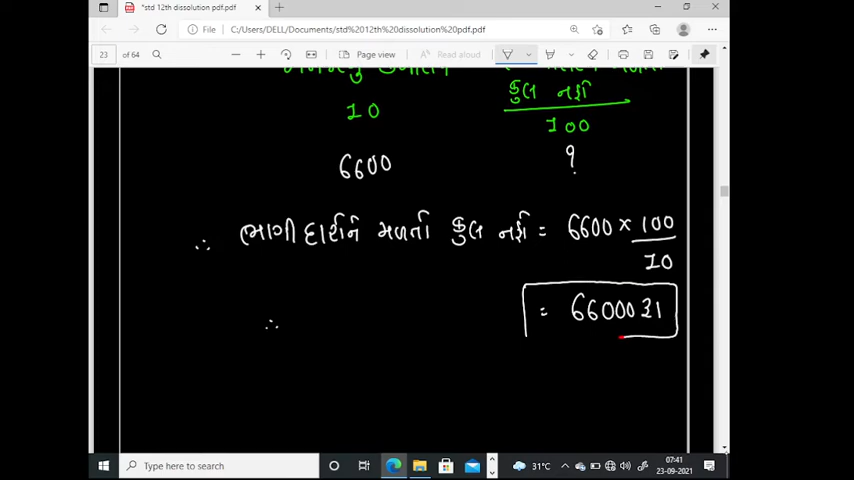 *std 12th dissolution pdf.pdf
File C:/Users/DELL/Documents/std%2012th%20dissolution%20pdf.pdf
23 of 64 Page view Read aloud
કુલ નફો
10 100
6600 ?
∴ ભાગીદારોને મળતો કુલ નફો = 6600 × 100
10
= 66000 રૂ
∴
Type here to search 31°C 07:41
23-09-2021